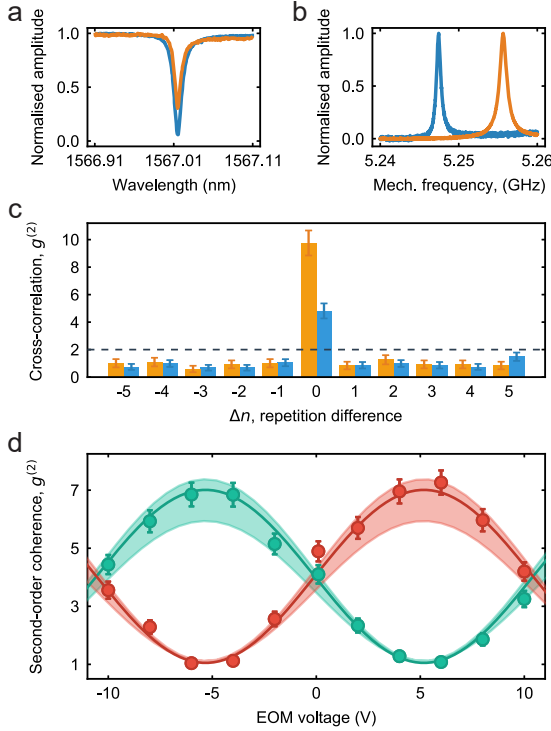 a
Normalised amplitude
1.0
0.5
0.0
1566.91 1567.01 1567.11
Wavelength (nm)
b
Normalised amplitude
1.0
0.5
0.0
5.24 5.25 5.26
Mech. frequency, (GHz)
c
Cross-correlation, g⁽²⁾
10
8
6
4
2
0
-5 -4 -3 -2 -1 0 1 2 3 4 5
Δn, repetition difference
d
Second-order coherence, g⁽²⁾
7
5
3
1
-10 -5 0 5 10
EOM voltage (V)